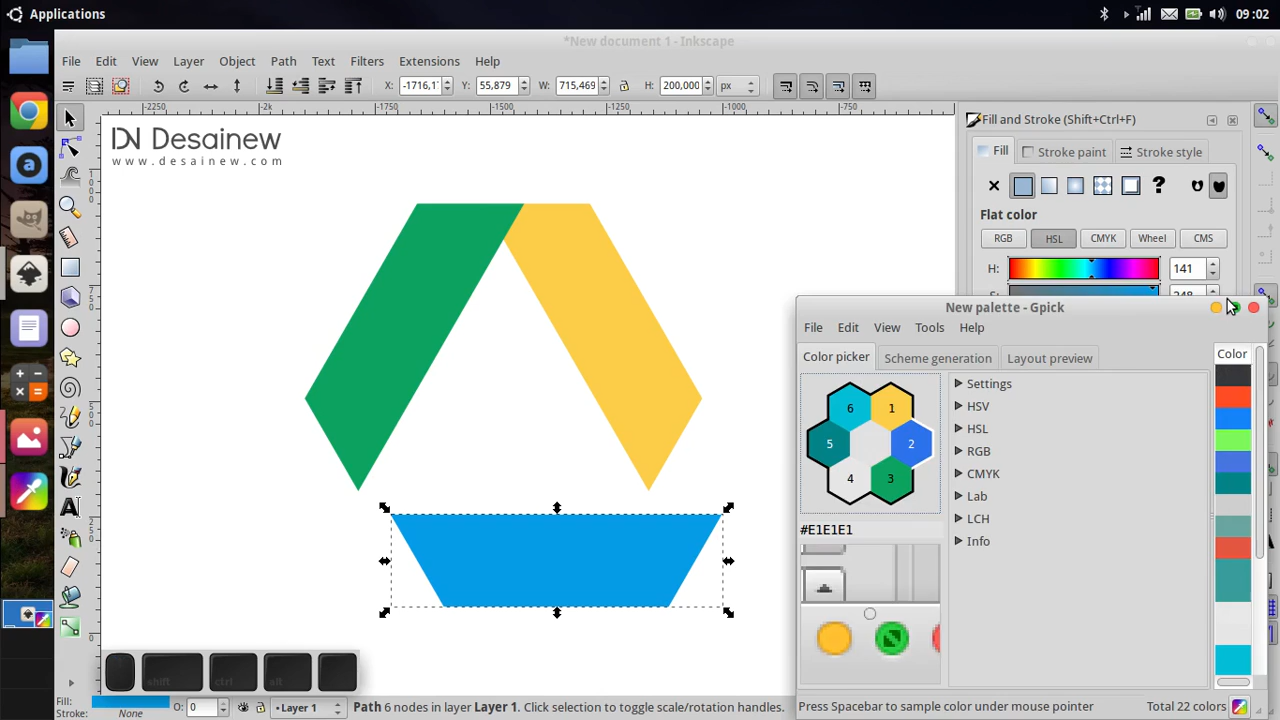 Applications
09:02
*New document 1 - Inkscape
File Edit View Layer Object Path Text Filters Extensions Help
X: -1716,1 Y: 55,879 W: 715,469 H: 200,000 px
-2250 -2k -1750 -1500 -1250 -1000 -750
DN Desainew
www.desainew.com
Fill and Stroke (Shift+Ctrl+F)
Fill Stroke paint Stroke style
Flat color
RGB HSL CMYK Wheel CMS
H: 141
New palette - Gpick
File Edit View Tools Help
Color picker Scheme generation Layout preview Color
6 1
5 2
4 3
Settings
HSV
HSL
RGB
CMYK
Lab
LCH
Info
#E1E1E1
shift ctrl alt
Fill:
Stroke: None
O: 0
Layer 1
Path 6 nodes in layer Layer 1. Click selection to toggle scale/rotation handles.
Press Spacebar to sample color under mouse pointer
Total 22 colors